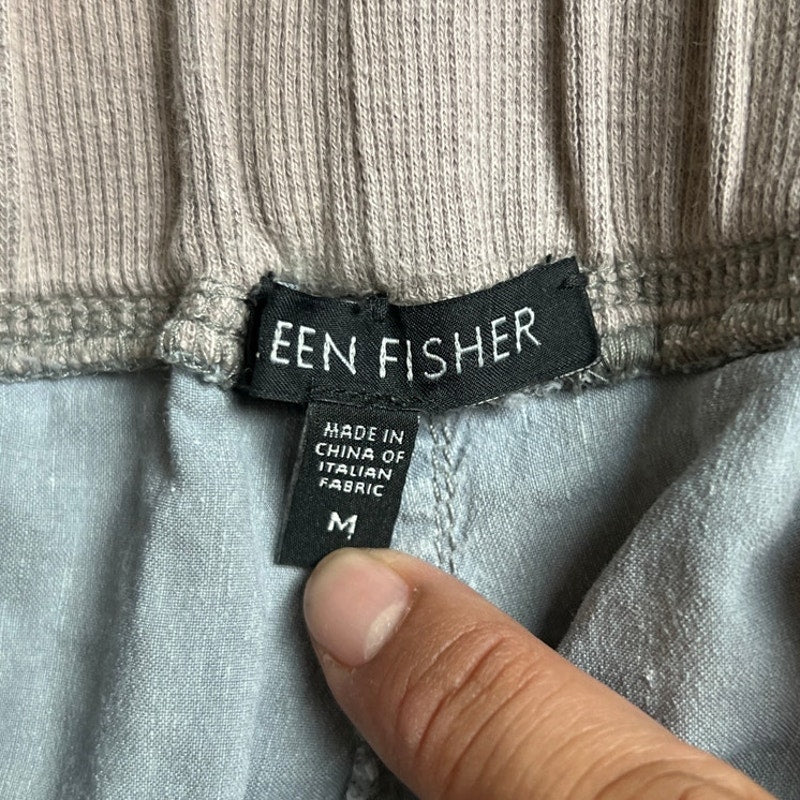 EEN FISHER
MADE IN
CHINA OF
ITALIAN
FABRIC
M